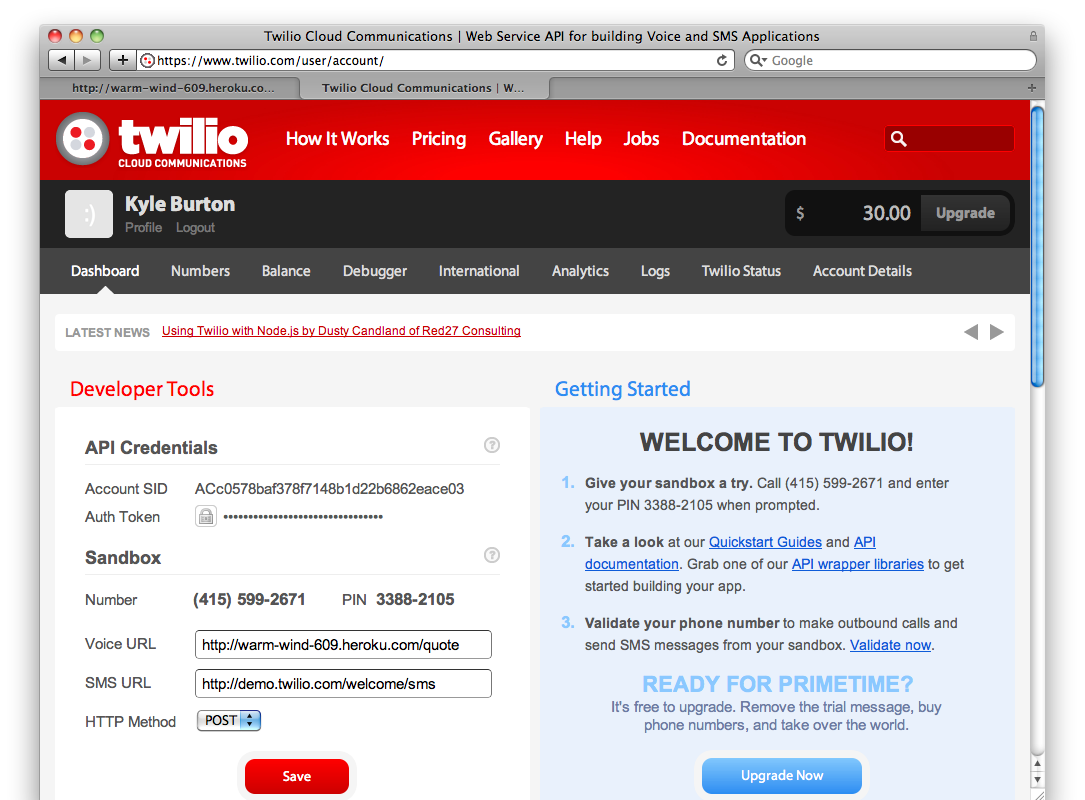 Twilio Cloud Communications | Web Service API for building Voice and SMS Applications
https://www.twilio.com/user/account/
Google
http://warm-wind-609.heroku.co...
Twilio Cloud Communications | W...
twilio
CLOUD COMMUNICATIONS
How It Works Pricing Gallery Help Jobs Documentation
Kyle Burton
Profile Logout
$ 30.00 Upgrade
Dashboard Numbers Balance Debugger International Analytics Logs Twilio Status Account Details
LATEST NEWS Using Twilio with Node.js by Dusty Candland of Red27 Consulting
Developer Tools
API Credentials ?
Account SID ACc0578baf378f7148b1d22b6862eace03
Auth Token ••••••••••••••••••••••••••••••••
Sandbox ?
Number (415) 599-2671 PIN 3388-2105
Voice URL http://warm-wind-609.heroku.com/quote
SMS URL http://demo.twilio.com/welcome/sms
HTTP Method POST
Save
Getting Started
WELCOME TO TWILIO!
1. Give your sandbox a try. Call (415) 599-2671 and enter
your PIN 3388-2105 when prompted.
2. Take a look at our Quickstart Guides and API
documentation. Grab one of our API wrapper libraries to get
started building your app.
3. Validate your phone number to make outbound calls and
send SMS messages from your sandbox. Validate now.
READY FOR PRIMETIME?
It's free to upgrade. Remove the trial message, buy
phone numbers, and take over the world.
Upgrade Now